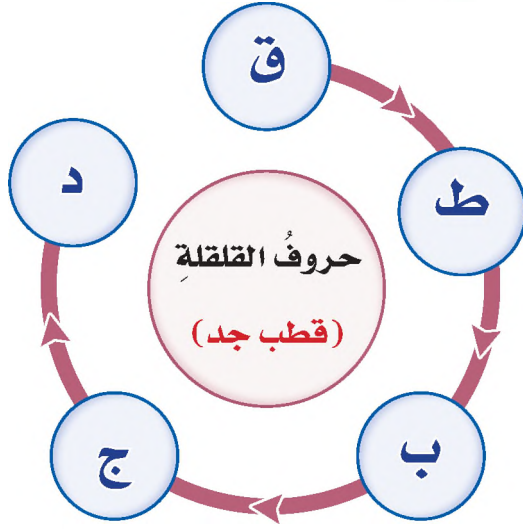 ق
ط
ب
ج
د
حروفُ القلقلةِ
(قطب جد)